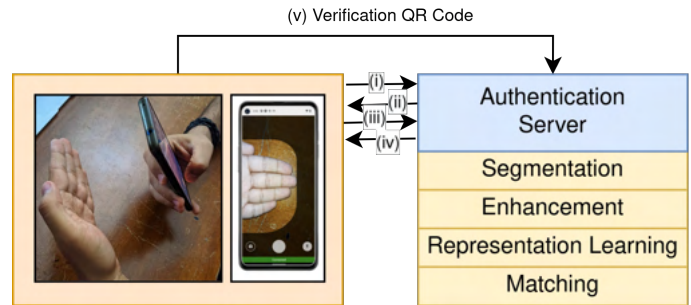 (v) Verification QR Code
(i)
(ii)
(iii)
(iv)
Authentication
Server
Segmentation
Enhancement
Representation Learning
Matching